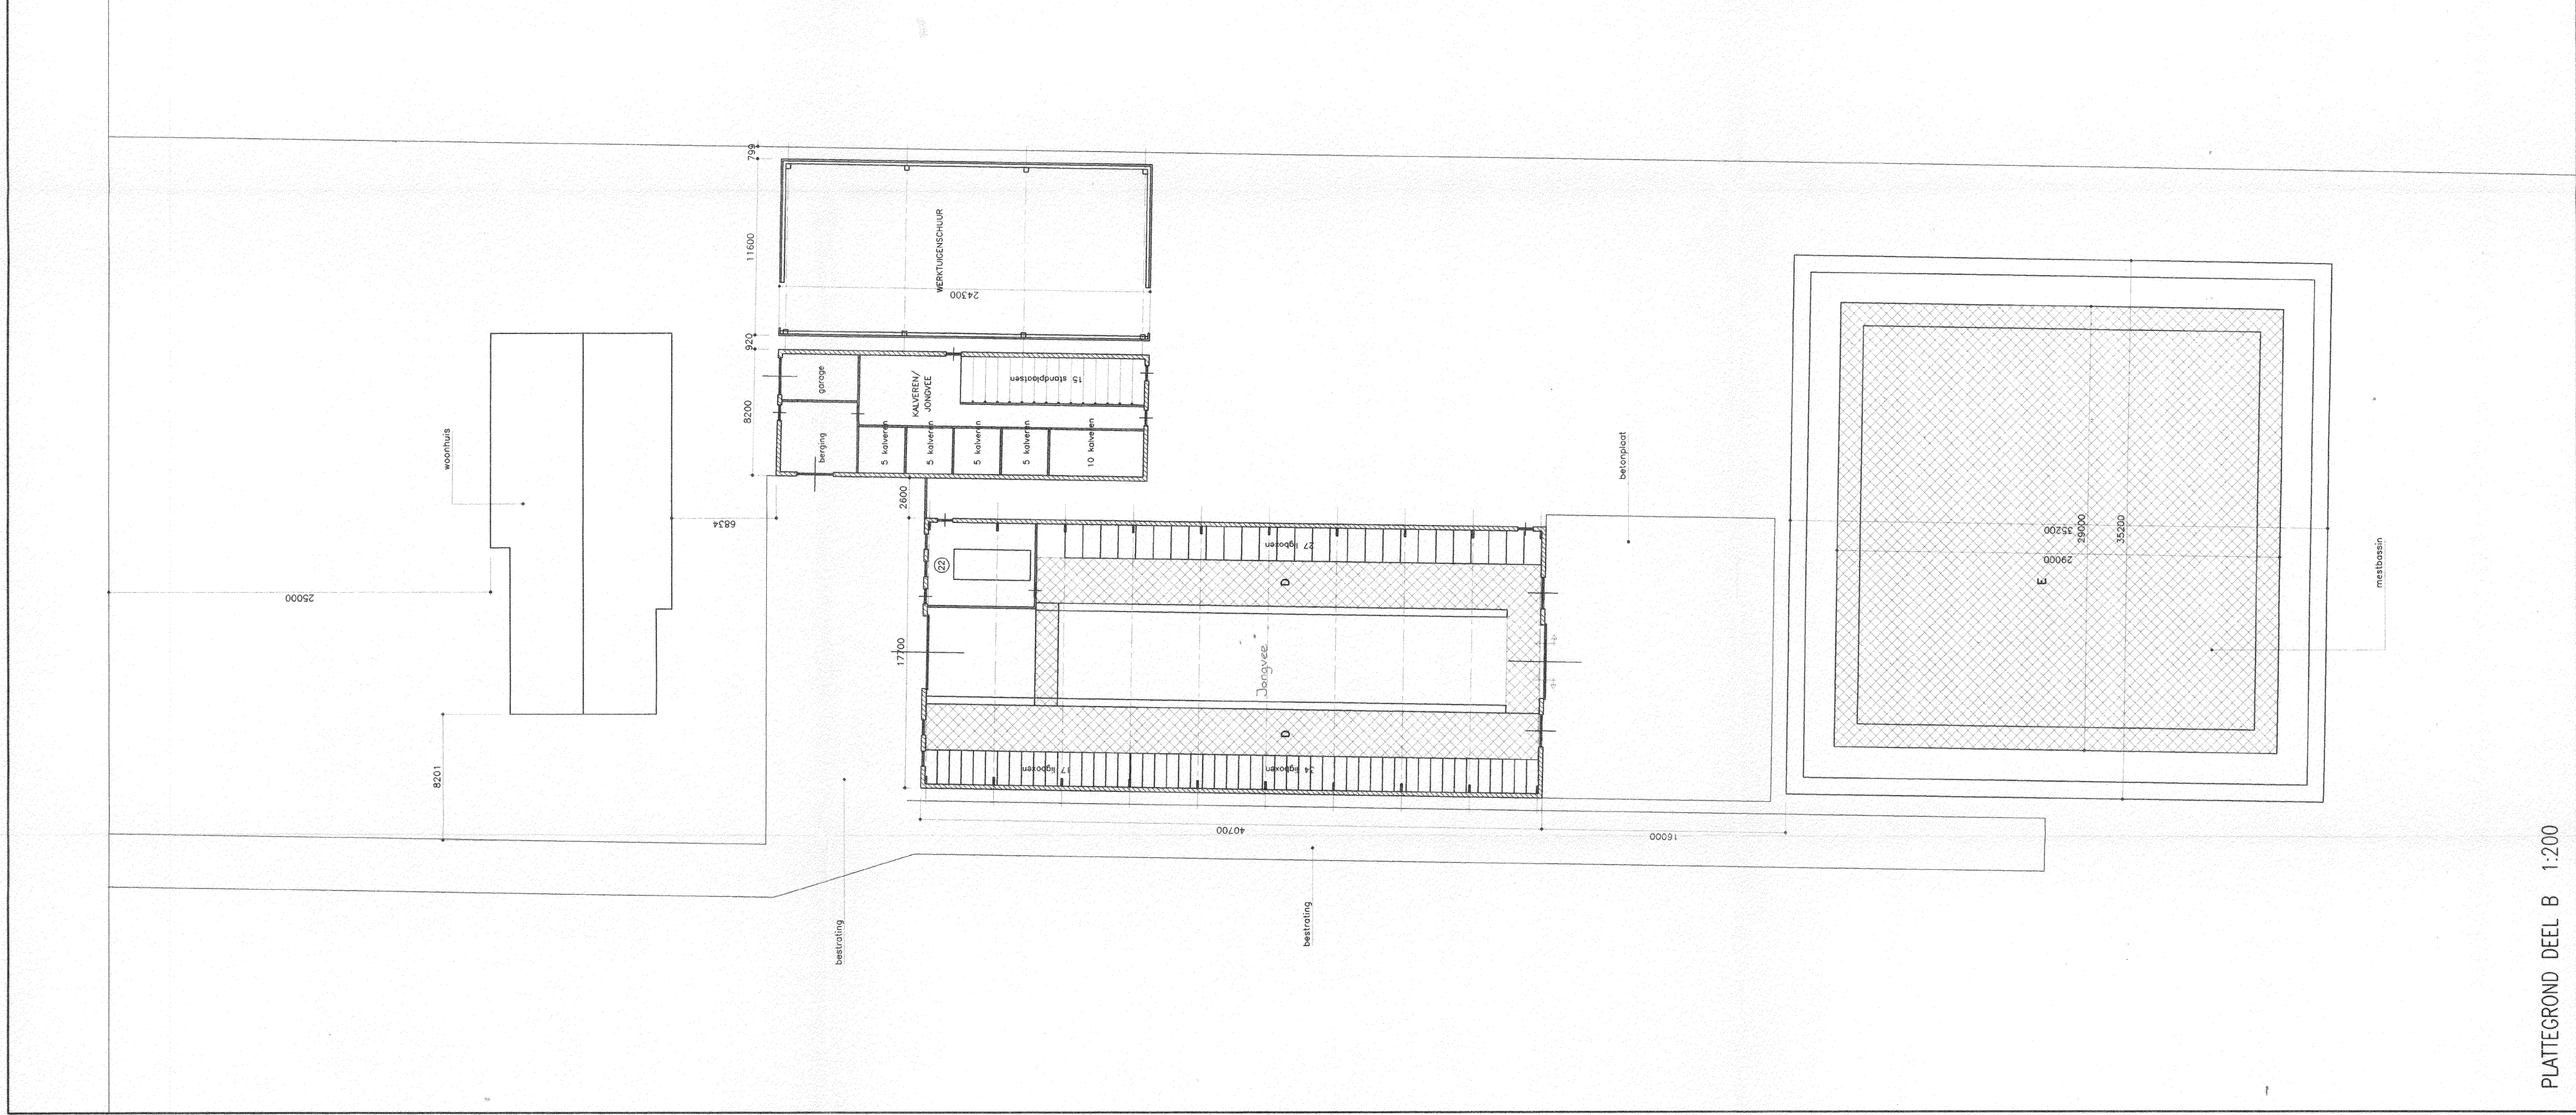 799
11600
WERKTUIGENSCHUUR
24300
920
8200
garage
berging
KALVEREN/
JONGVEE
15 standplaatsen
5 kalveren
5 kalveren
5 kalveren
5 kalveren
10 kalveren
woonhuis
6834
25000
8201
2600
22
17700
27 ligboxen
D
Jongvee
D
17 ligboxen
34 ligboxen
40700
16000
betonplaat
bestrating
bestrating
35200
29000
29000
35200
E
mestbassin
PLATTEGROND DEEL B 1:200